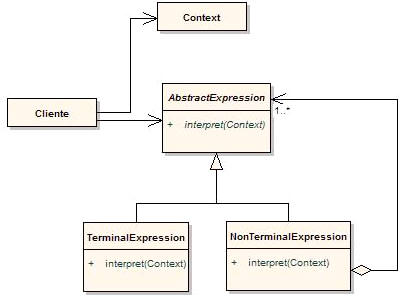 Context
AbstractExpression
+ interpret(Context)
1..*
Cliente
TerminalExpression
+ interpret(Context)
NonTerminalExpression
+ interpret(Context)